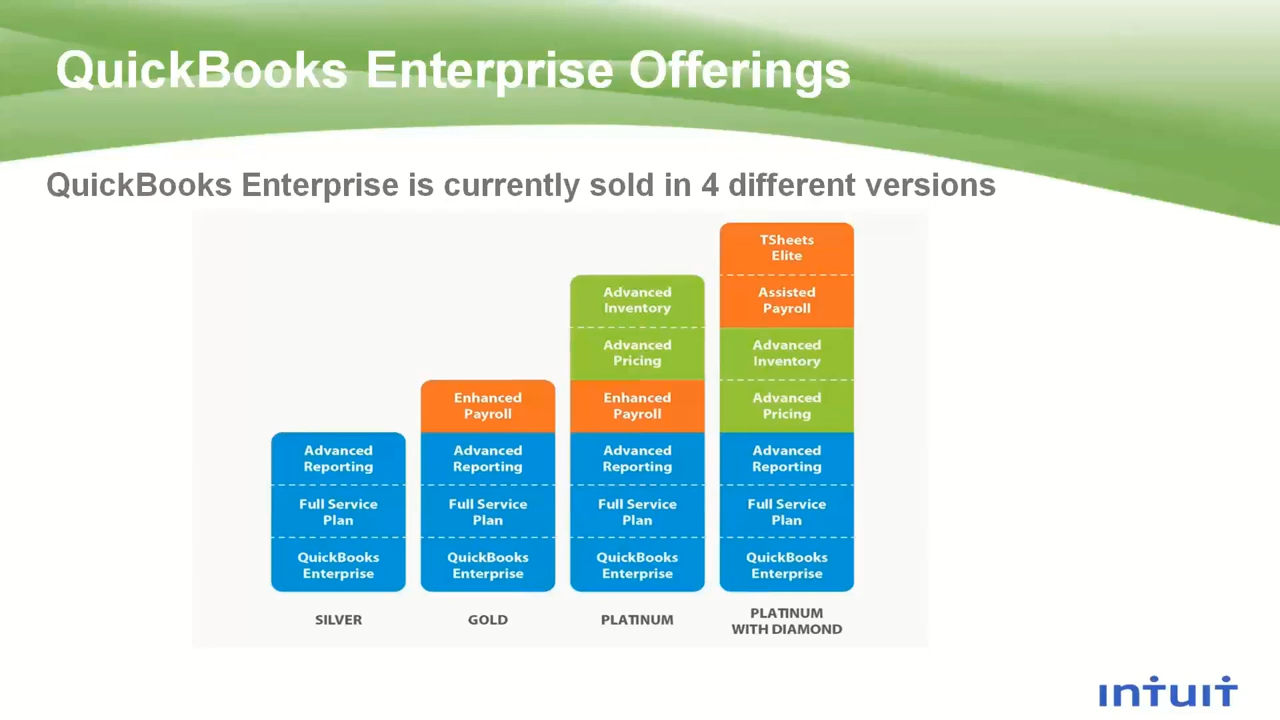 QuickBooks Enterprise Offerings
QuickBooks Enterprise is currently sold in 4 different versions
Advanced
Reporting
Full Service
Plan
QuickBooks
Enterprise
SILVER
Enhanced
Payroll
Advanced
Reporting
Full Service
Plan
QuickBooks
Enterprise
GOLD
Advanced
Inventory
Advanced
Pricing
Enhanced
Payroll
Advanced
Reporting
Full Service
Plan
QuickBooks
Enterprise
PLATINUM
TSheets
Elite
Assisted
Payroll
Advanced
Inventory
Advanced
Pricing
Advanced
Reporting
Full Service
Plan
QuickBooks
Enterprise
PLATINUM
WITH DIAMOND
intuit